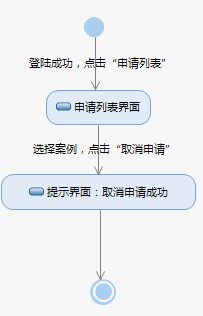 登陆成功，点击“申请列表”
申请列表界面
选择案例，点击“取消申请”
提示界面：取消申请成功